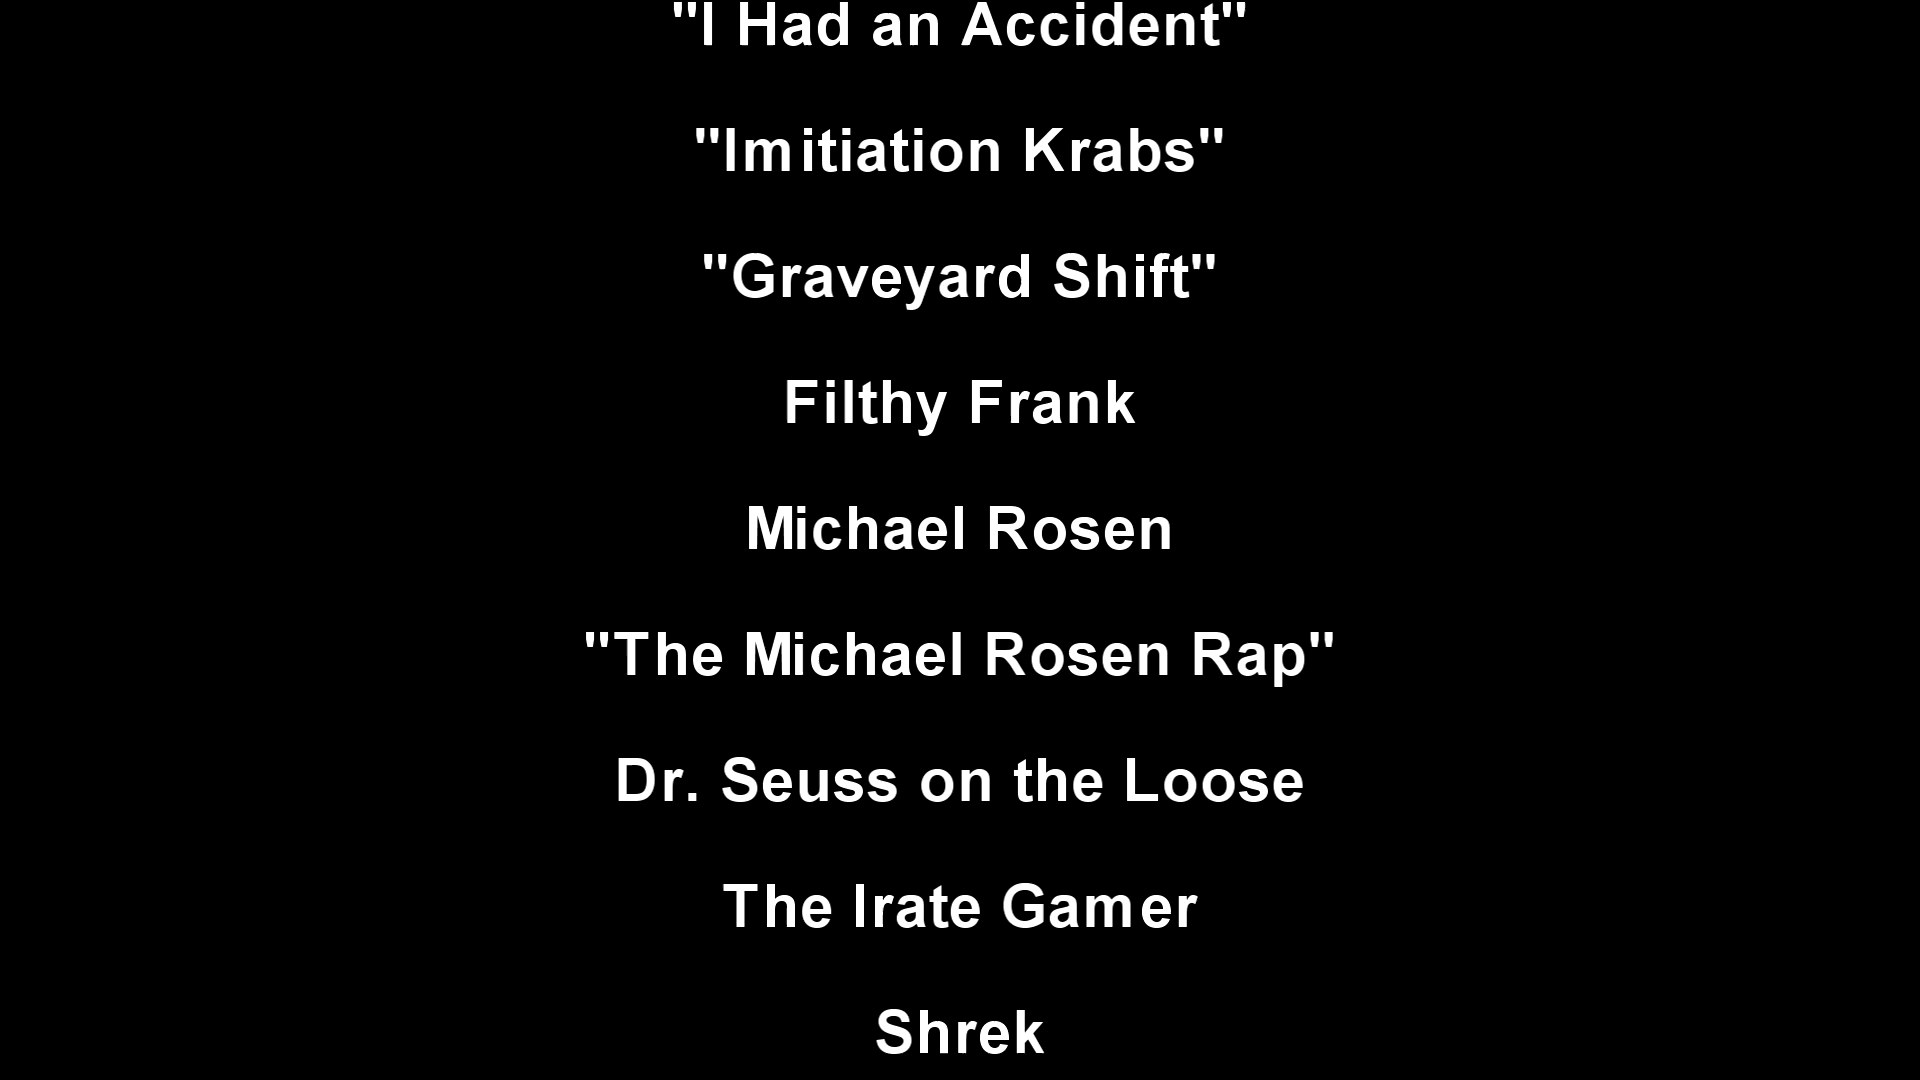 "I Had an Accident"
"Imitiation Krabs"
"Graveyard Shift"
Filthy Frank
Michael Rosen
"The Michael Rosen Rap"
Dr. Seuss on the Loose
The Irate Gamer
Shrek